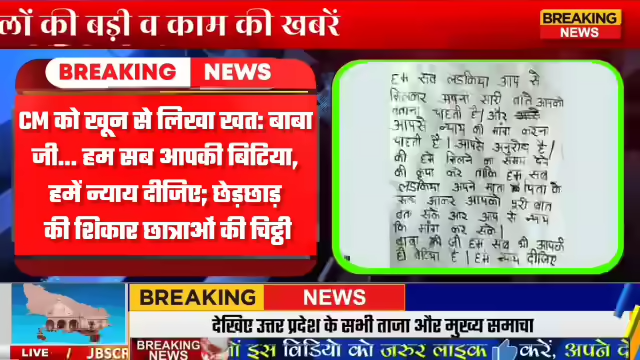 लों की बड़ी व काम की खबरें
BREAKING
NEWS
BREAKING NEWS
CM को खून से लिखा खत: बाबा
जी... हम सब आपकी बिटिया,
हमें न्याय दीजिए; छेड़छाड़
की शिकार छात्राओं की चिट्ठी
हम सब लडकिया आप से
मिलकर अपनी सारी बाते आपको
बताना चाहती है। और
आपसे न्याय की मांग करना
चाहती है। आपसे अनुरोध है।
की हमे मिलने का समय देने
की कृपा करे ताकि हम सब
लडकिया अपने माता पिता के
साथ आकर आपको पूरी बात
बता सके और आप से न्याय
कि मांग कर सके।
बाबा जी हम सब भी आपकी
ही बेटिया है। हमे न्याय दीजिए
BREAKING NEWS
देखिए उत्तर प्रदेश के सभी ताजा और मुख्य समाचा
LIVE / JBSCR
BREAKING
NEWS
इस विडियो को जरुर लाइक करें, अपने दे